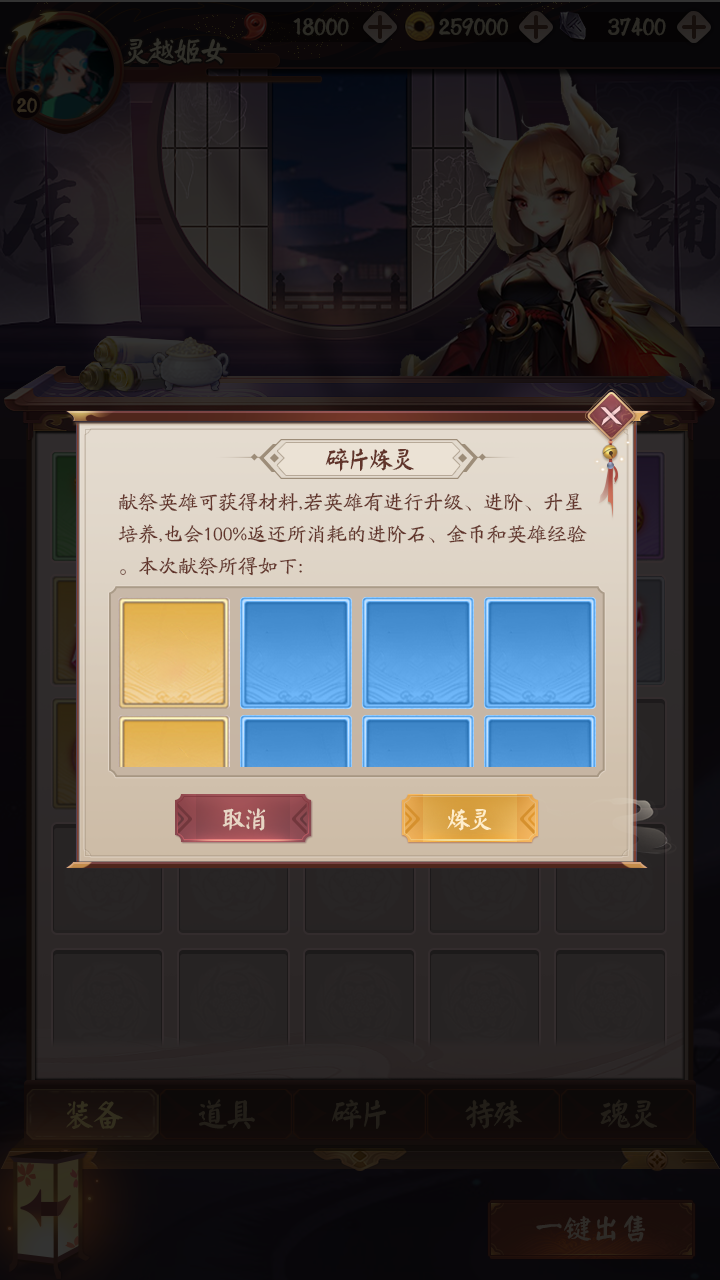 18000
259000
37400
灵越姬女
20
店
铺
碎片炼灵
献祭英雄可获得材料,若英雄有进行升级、进阶、升星
培养,也会100%返还所消耗的进阶石、金币和英雄经验
。本次献祭所得如下:
取消
炼灵
装备
道具
碎片
特殊
魂灵
一键出售